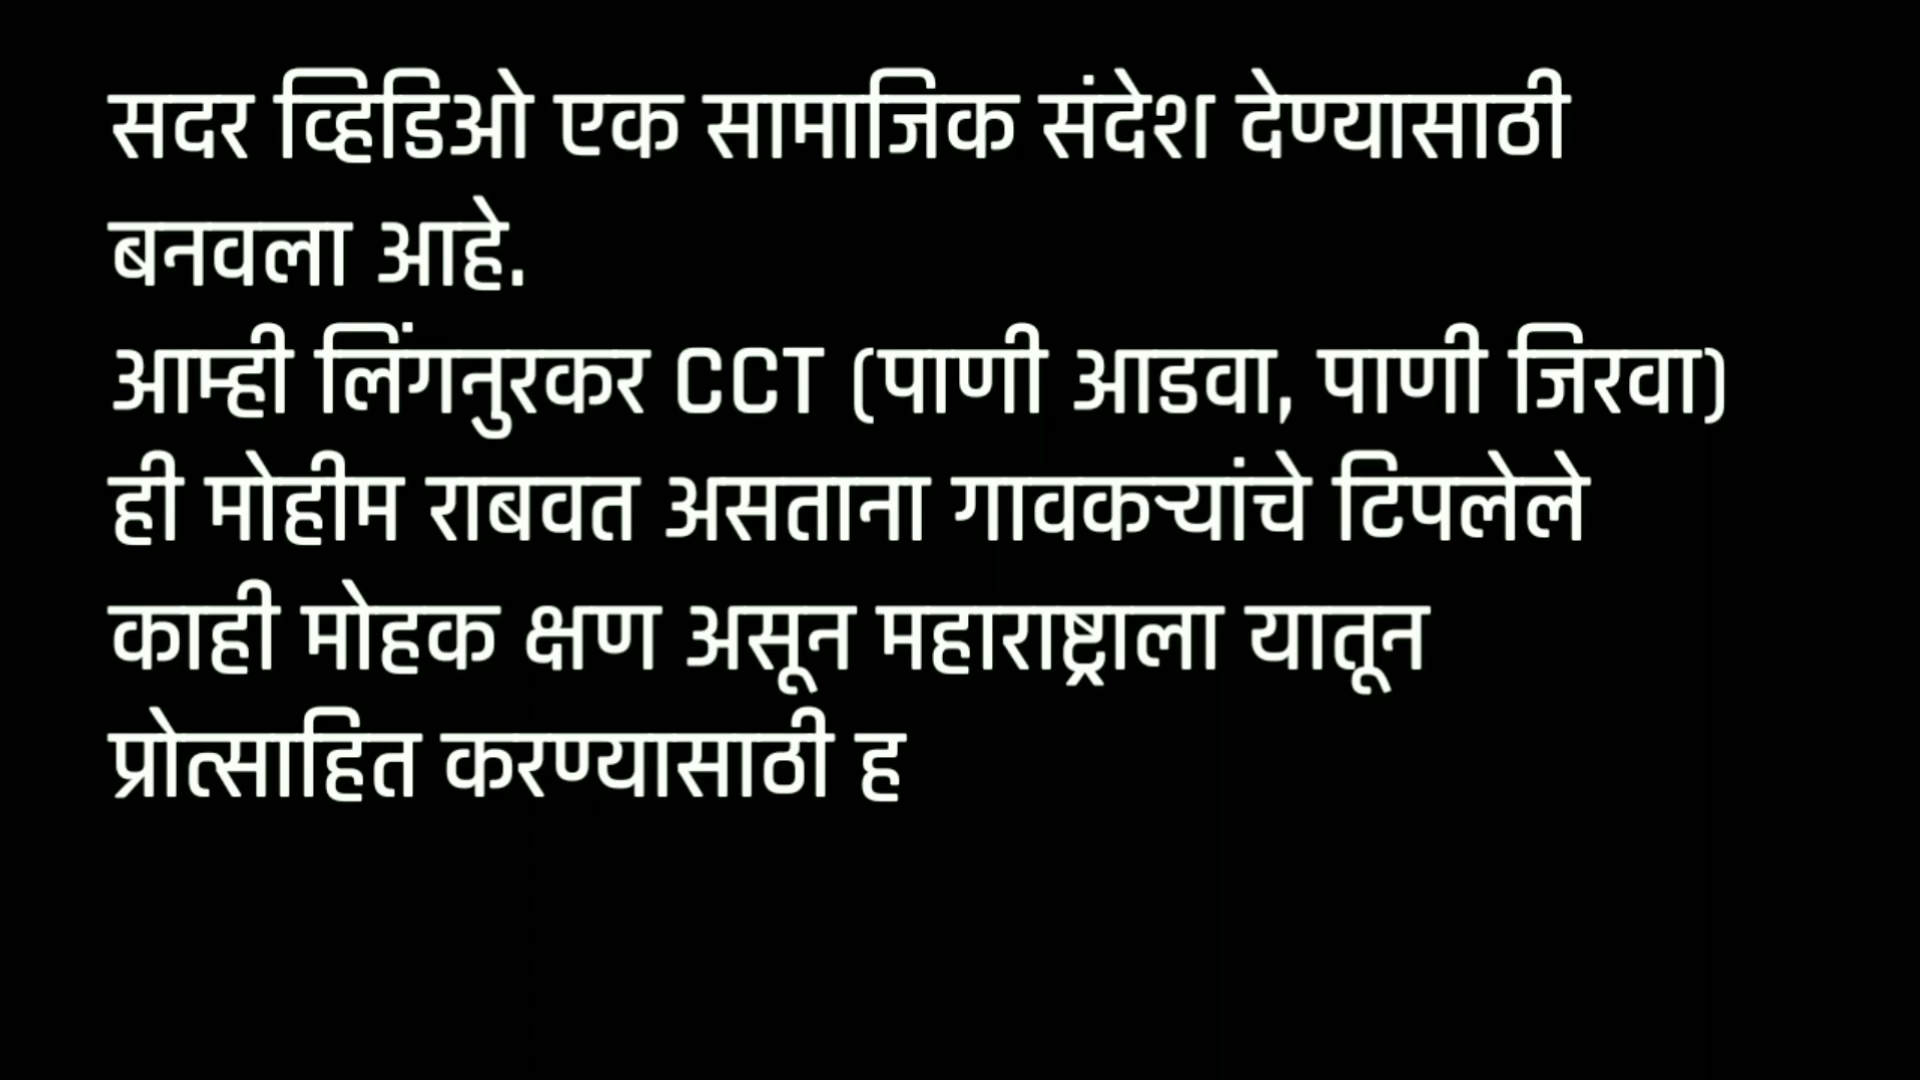 सदर व्हिडिओ एक सामाजिक संदेश देण्यासाठी
बनवला आहे.
आम्ही लिंगनुरकर CCT (पाणी आडवा, पाणी जिरवा)
ही मोहीम राबवत असताना गावकऱ्यांचे टिपलेले
काही मोहक क्षण असून महाराष्ट्राला यातून
प्रोत्साहित करण्यासाठी ह